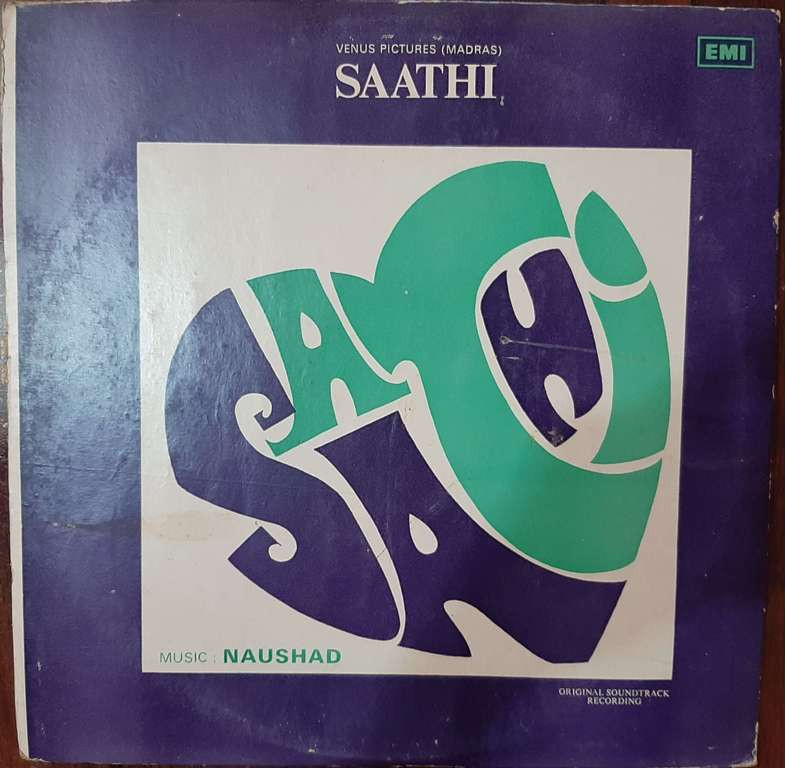 VENUS PICTURES (MADRAS)
SAATHI
EMI
SAATHI
MUSIC : NAUSHAD
ORIGINAL SOUNDTRACK
RECORDING